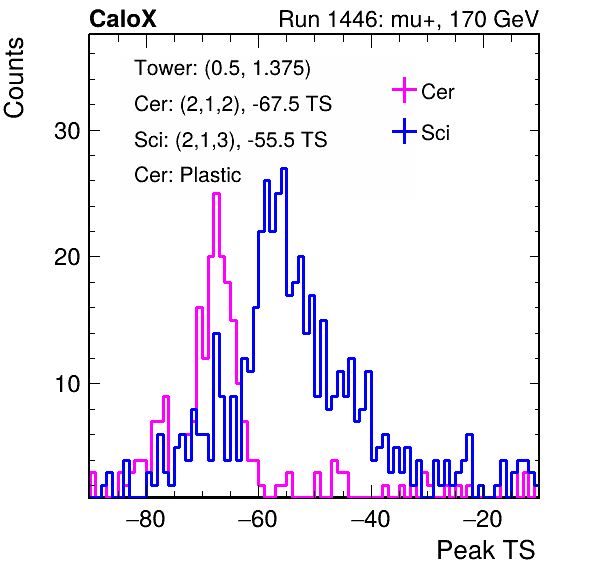 CaloX Run 1446: mu+, 170 GeV
Counts
Tower: (0.5, 1.375)
Cer: (2,1,2), -67.5 TS
Sci: (2,1,3), -55.5 TS
Cer: Plastic
Cer
Sci
30
20
10
−80 −60 −40 −20
Peak TS